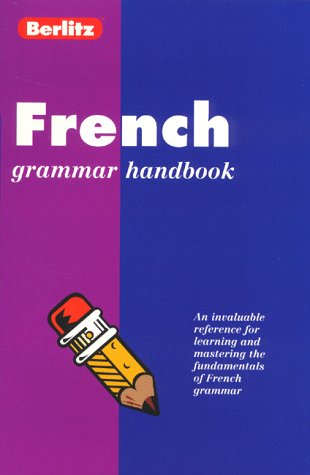 Berlitz
French
grammar handbook
An invaluable
reference for
learning and
mastering the
fundamentals
of French
grammar